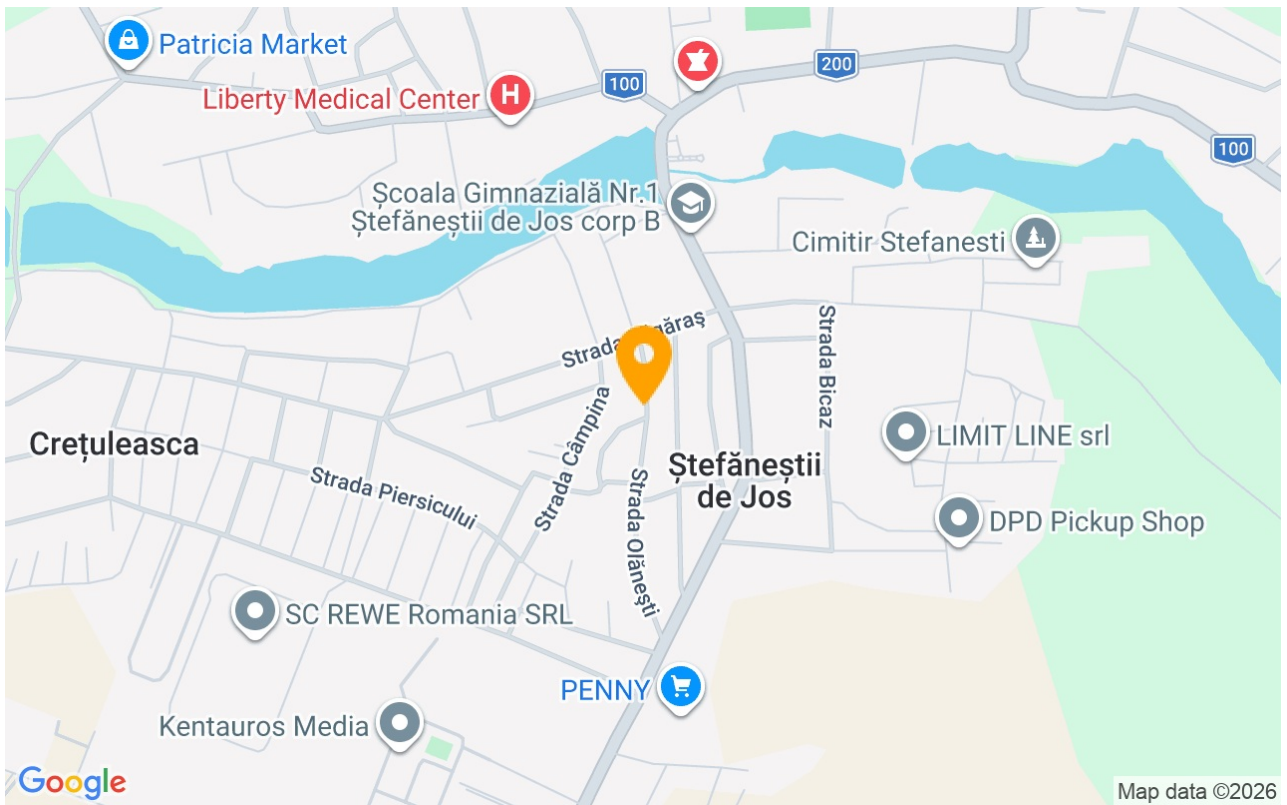 Patricia Market
200
100
Liberty Medical Center
H
100
Școala Gimnazială Nr.1
Ștefăneștii de Jos corp B
Cimitir Stefanesti
Strada
găraș
Strada Bicaz
Strada Câmpina
Crețuleasca
LIMIT LINE srl
Ștefăneștii
de Jos
Strada Piersicului
Strada Olănești
DPD Pickup Shop
SC REWE Romania SRL
PENNY
Kentauros Media
Google
Map data ©2026